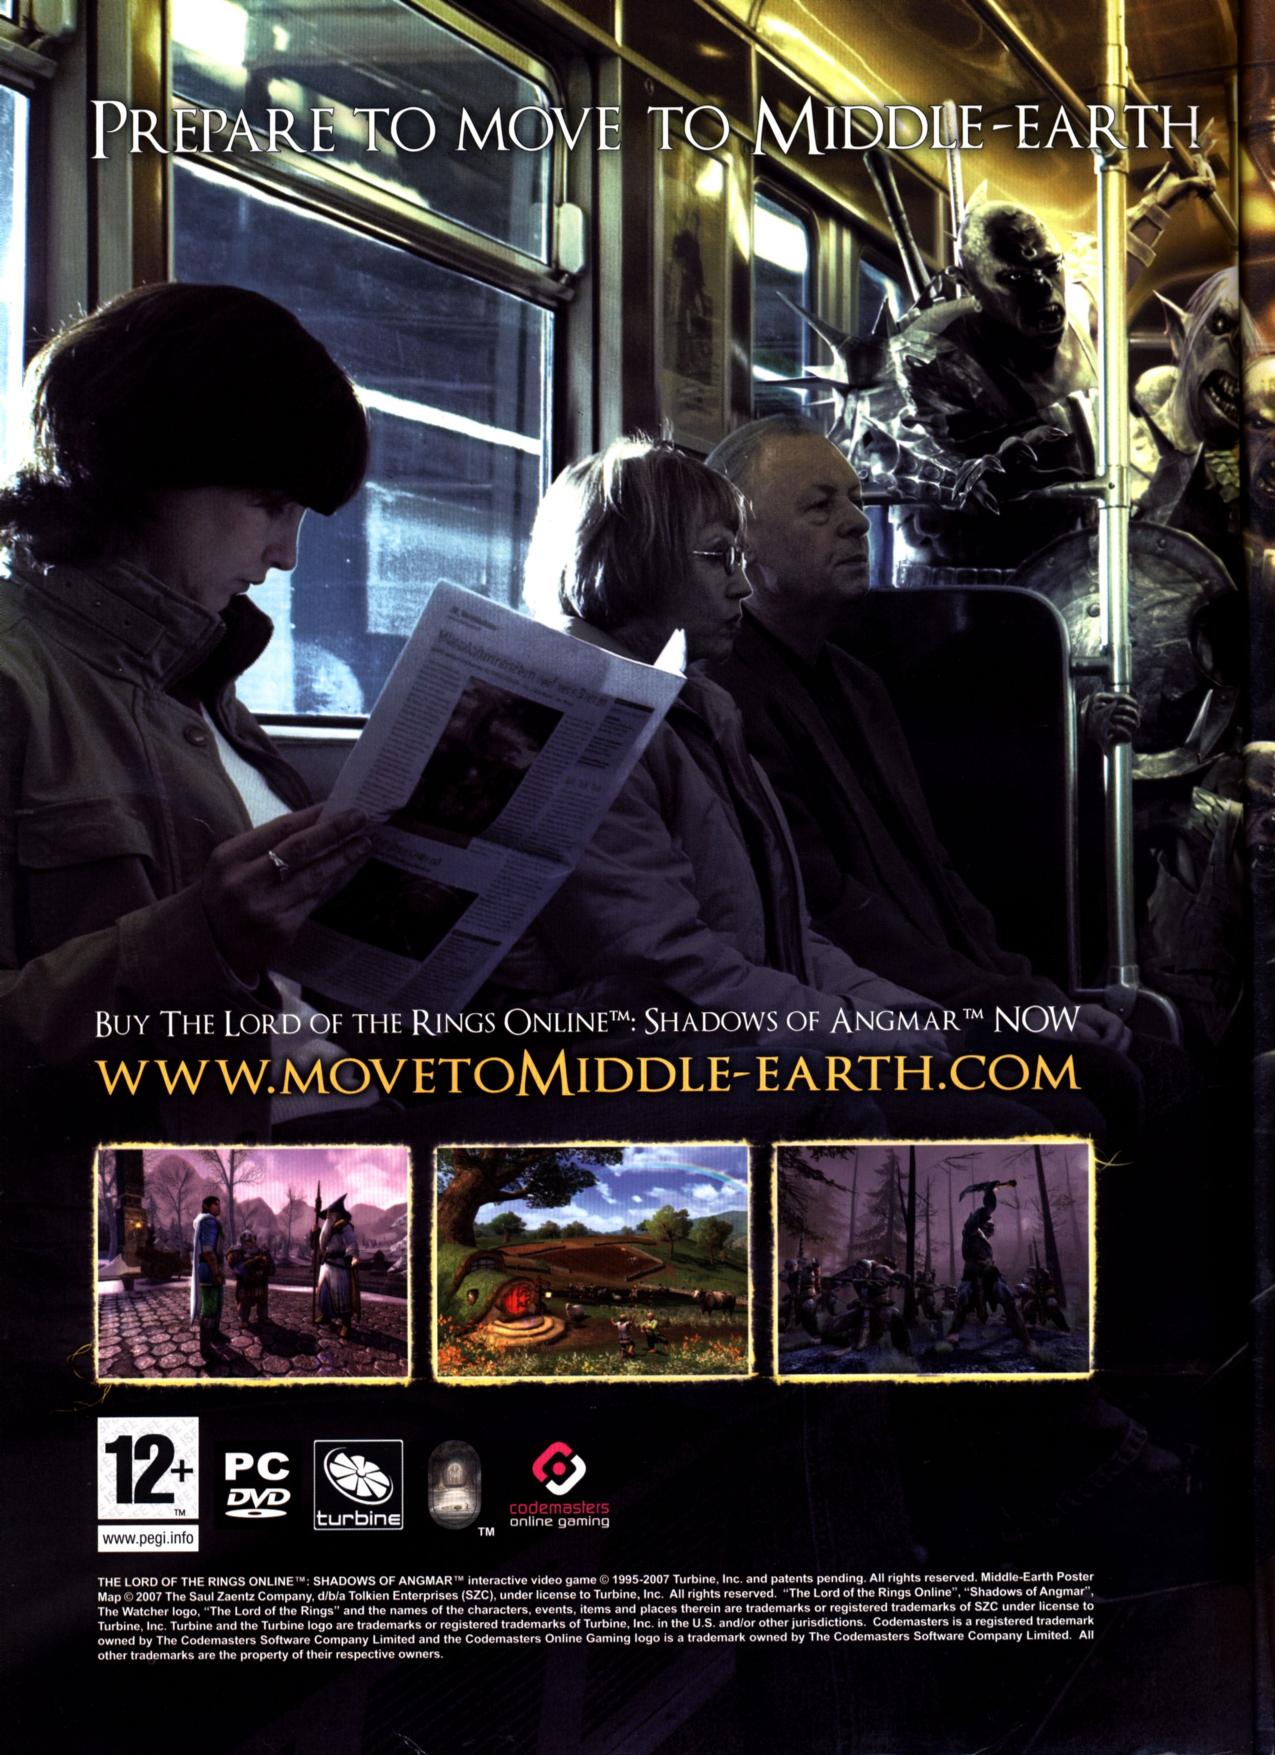 Prepare to move to Middle-earth
Buy The Lord of the Rings Online™: Shadows of Angmar™ NOW
www.movetoMiddle-earth.com
12+
TM
www.pegi.info
PC
DVD
turbine
TM
codemasters
online gaming
THE LORD OF THE RINGS ONLINE™: SHADOWS OF ANGMAR™ interactive video game © 1995-2007 Turbine, Inc. and patents pending. All rights reserved. Middle-Earth Poster
Map © 2007 The Saul Zaentz Company, d/b/a Tolkien Enterprises (SZC), under license to Turbine, Inc. All rights reserved. “The Lord of the Rings Online”, “Shadows of Angmar”,
The Watcher logo, “The Lord of the Rings” and the names of the characters, events, items and places therein are trademarks or registered trademarks of SZC under license to
Turbine, Inc. Turbine and the Turbine logo are trademarks or registered trademarks of Turbine, Inc. in the U.S. and/or other jurisdictions. Codemasters is a registered trademark
owned by The Codemasters Software Company Limited and the Codemasters Online Gaming logo is a trademark owned by The Codemasters Software Company Limited. All
other trademarks are the property of their respective owners.